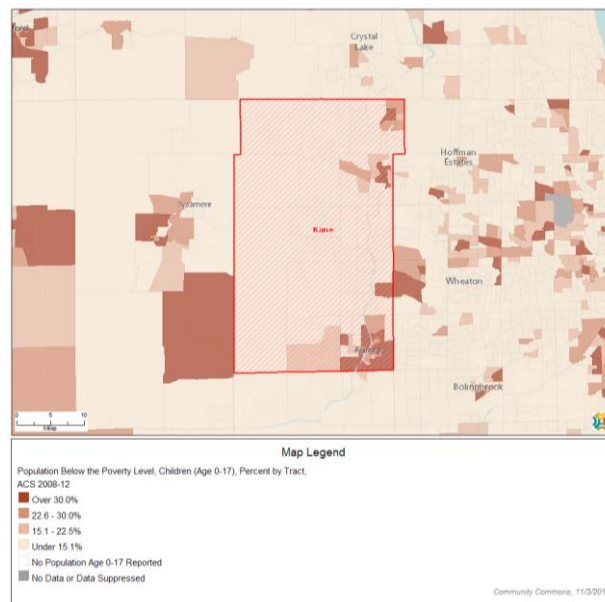 Crystal
Lake
Hoffman
Estates
Sycamore
Kane
Wheaton
Aurora
Bolingbrook
0 5 10
Miles
Map Legend
Population Below the Poverty Level, Children (Age 0-17), Percent by Tract,
ACS 2008-12
Over 30.0%
22.6 - 30.0%
15.1 - 22.5%
Under 15.1%
No Population Age 0-17 Reported
No Data or Data Suppressed
Community Commons, 11/3/201